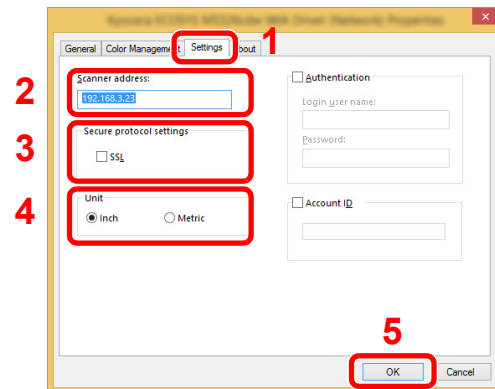 Kyocera ECOSYS M5526cdw WIA Driver (Network) Properties
1
General Color Management Settings bout
2
Scanner address:
192.168.3.23
3
Secure protocol settings
SSL
4
Unit
Inch Metric
Authentication
Login user name:
Password:
Account ID
5
OK Cancel